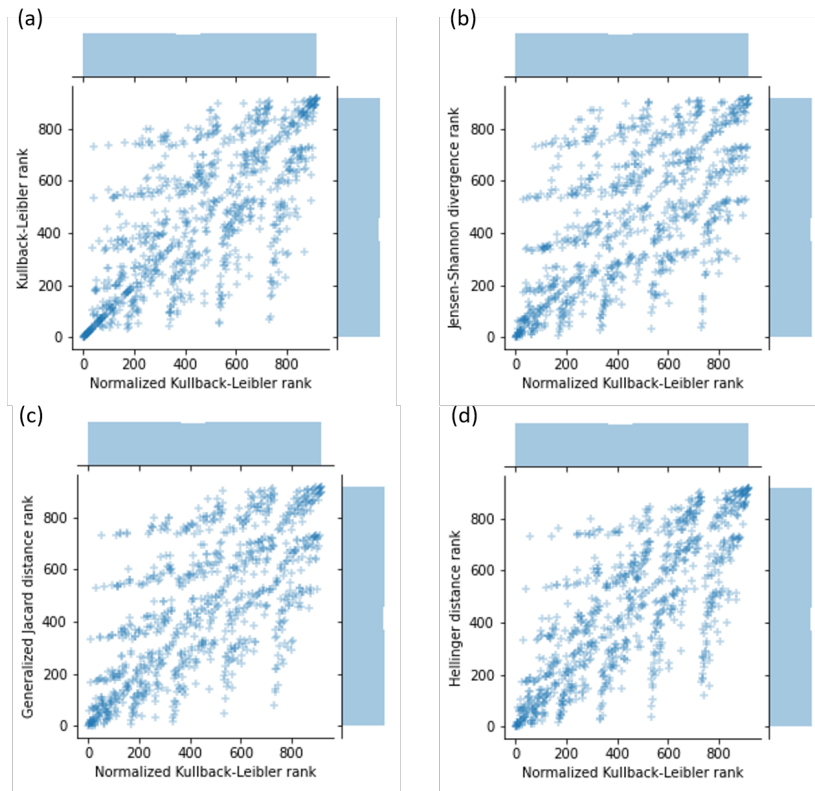 (a)
Kullback-Leibler rank
800
600
400
200
0
0 200 400 600 800
Normalized Kullback-Leibler rank
(b)
Jensen-Shannon divergence rank
800
600
400
200
0
0 200 400 600 800
Normalized Kullback-Leibler rank
(c)
Generalized Jacard distance rank
800
600
400
200
0
0 200 400 600 800
Normalized Kullback-Leibler rank
(d)
Hellinger distance rank
800
600
400
200
0
0 200 400 600 800
Normalized Kullback-Leibler rank